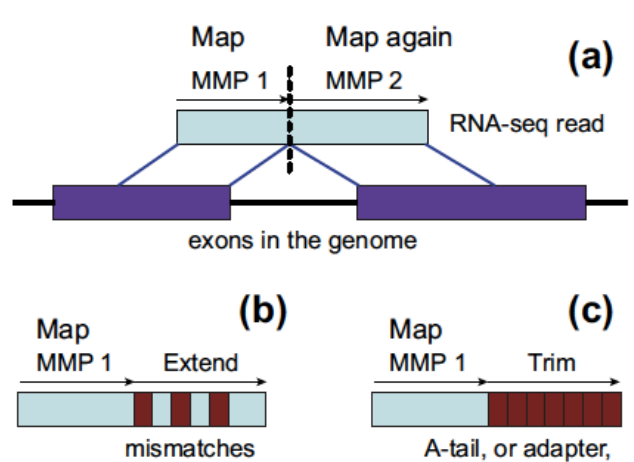 Map Map again
(a)
MMP 1 MMP 2
RNA-seq read
exons in the genome
(b)
Map
MMP 1 Extend
mismatches
(c)
Map
MMP 1 Trim
A-tail, or adapter,